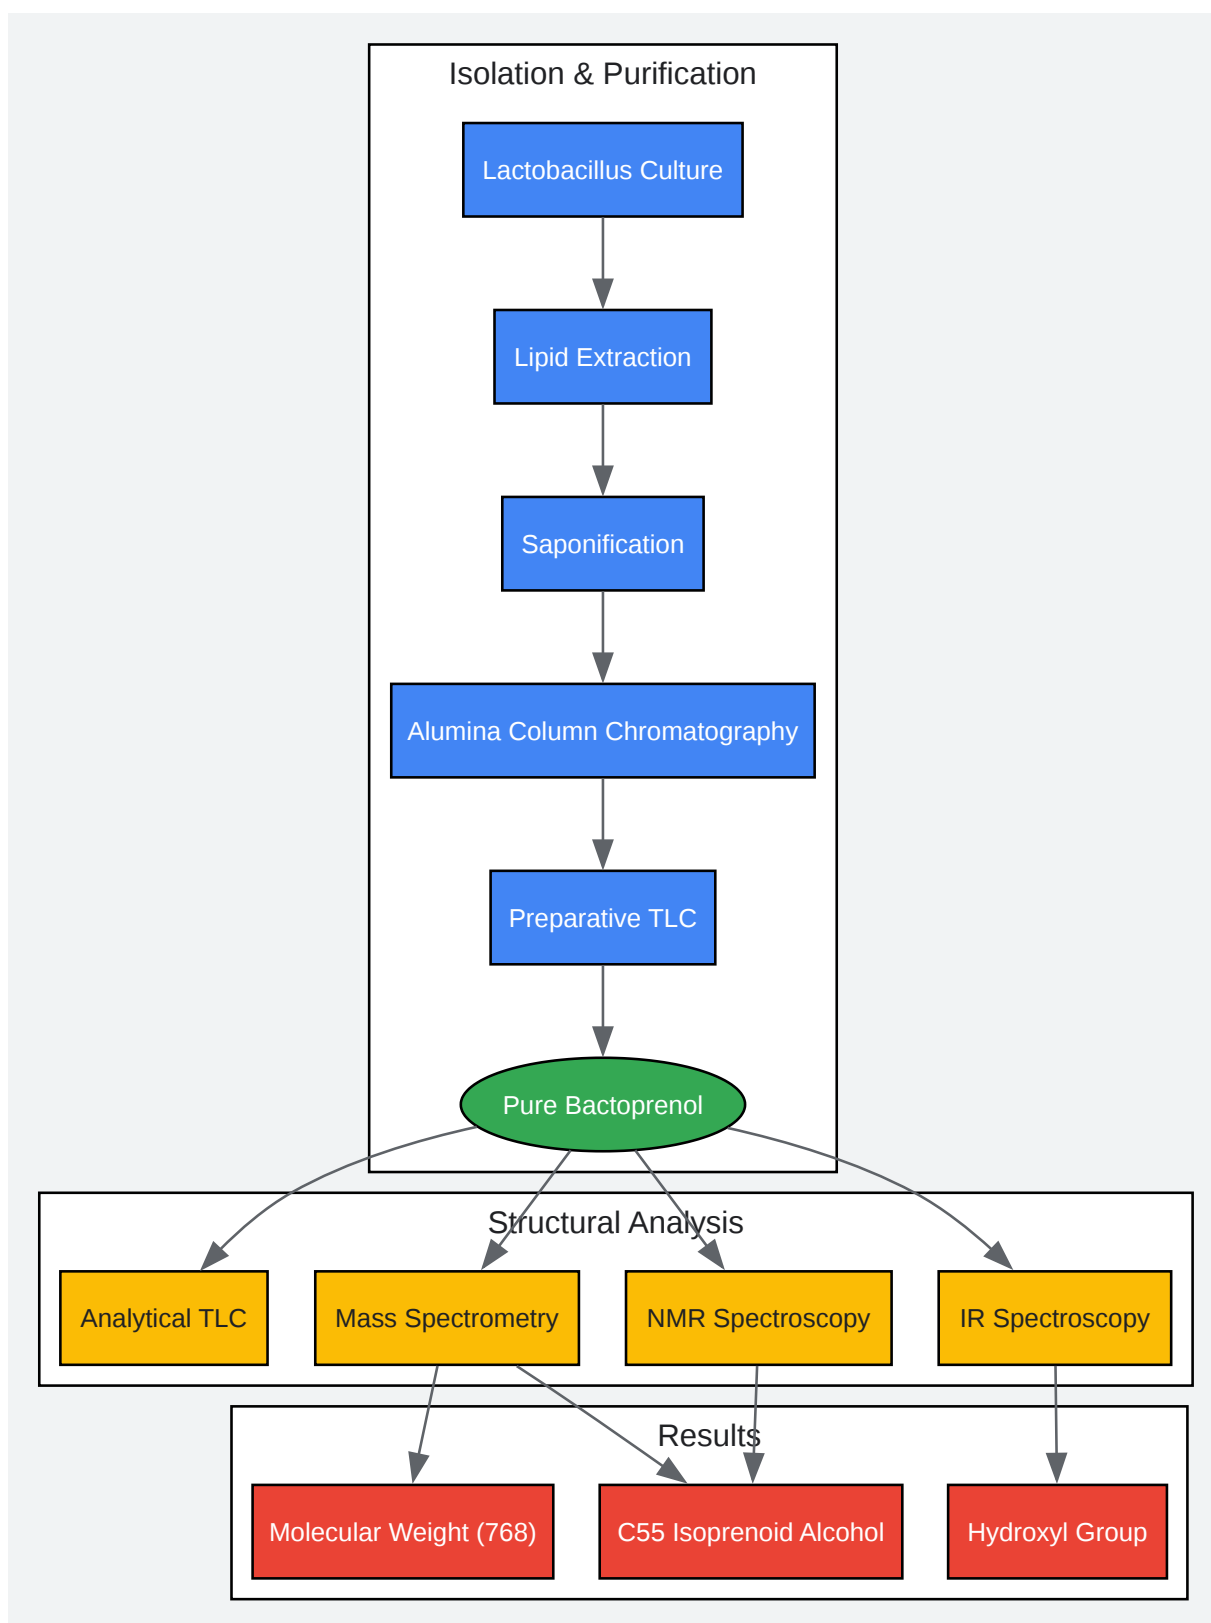 Isolation & Purification
Lactobacillus Culture
Lipid Extraction
Saponification
Alumina Column Chromatography
Preparative TLC
Pure Bactoprenol
Structural Analysis
Analytical TLC
Mass Spectrometry
NMR Spectroscopy
IR Spectroscopy
Results
Molecular Weight (768)
C55 Isoprenoid Alcohol
Hydroxyl Group